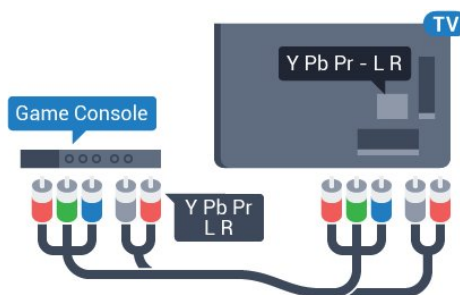 TV
Y Pb Pr - L R
Game Console
Y Pb Pr
L R